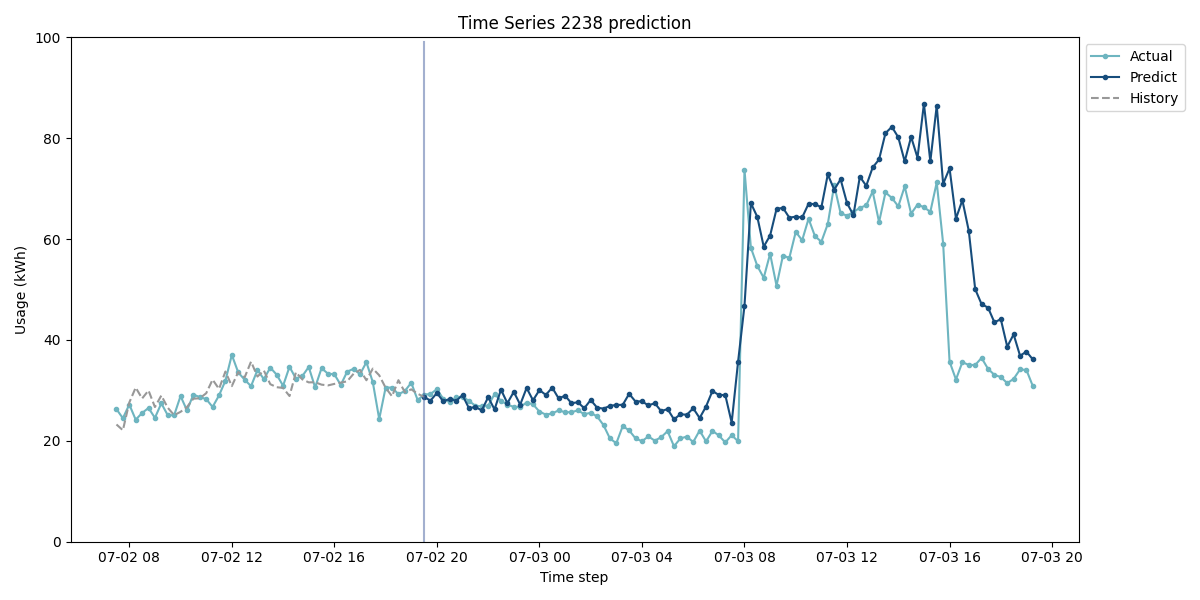 Time Series 2238 prediction
100
80
60
40
20
0
Usage (kWh)
07-02 08
07-02 12
07-02 16
07-02 20
07-03 00
07-03 04
07-03 08
07-03 12
07-03 16
07-03 20
Time step
Actual
Predict
History